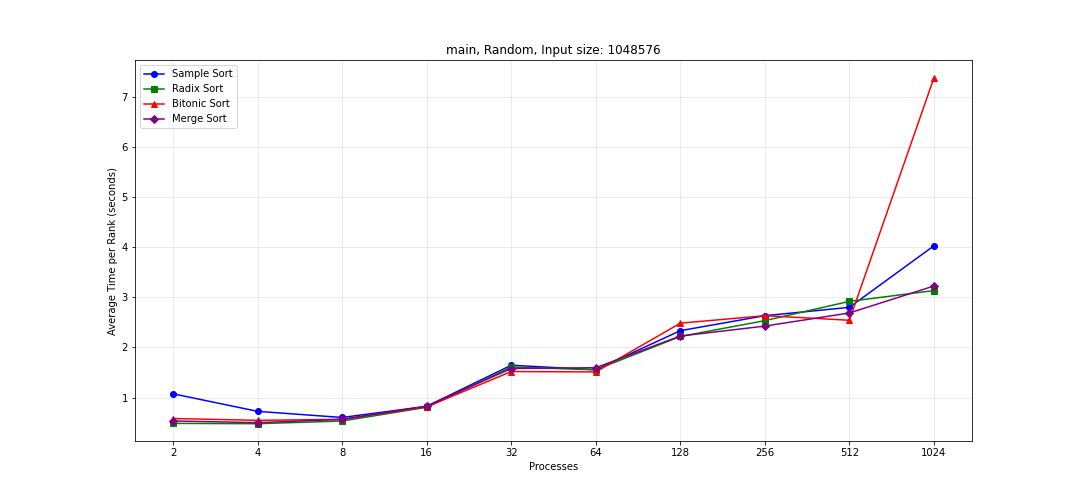 main, Random, Input size: 1048576
Sample Sort
Radix Sort
Bitonic Sort
Merge Sort
Average Time per Rank (seconds)
7
6
5
4
3
2
1
2 4 8 16 32 64 128 256 512 1024
Processes